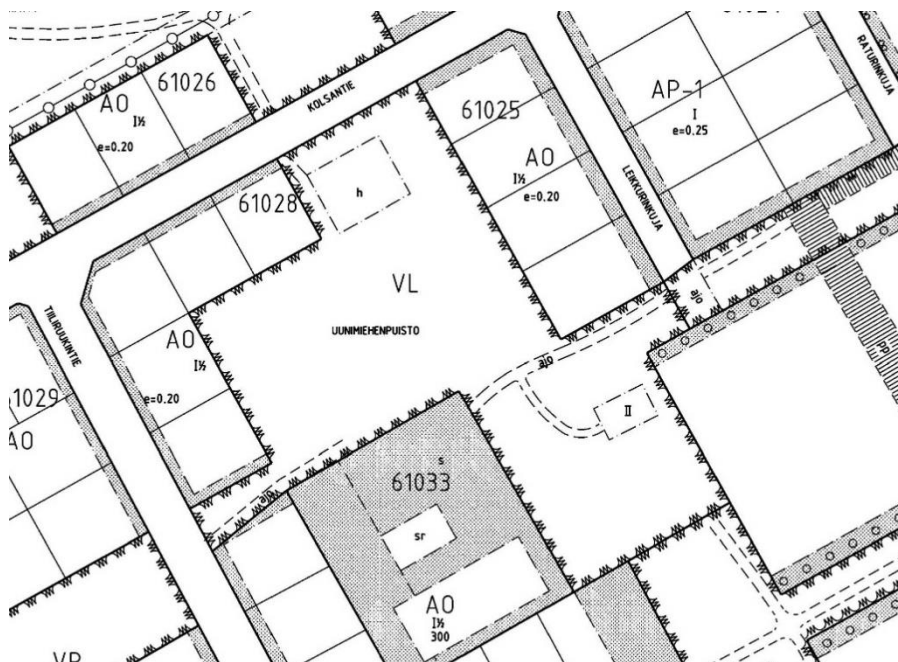 61026
AO
I½
e=0.20
KOLSANTIE
61025
AO
I½
e=0.20
AP-1
I
e=0.25
RATURINKUJA
LEIKKURINKUJA
h
61028
VL
UUNIMIEHENPUISTO
TIILIRUUKINTIE
AO
I½
e=0.20
61029
AO
ajo
ajo
ajo
II
pp
s
61033
sr
AO
I½
300